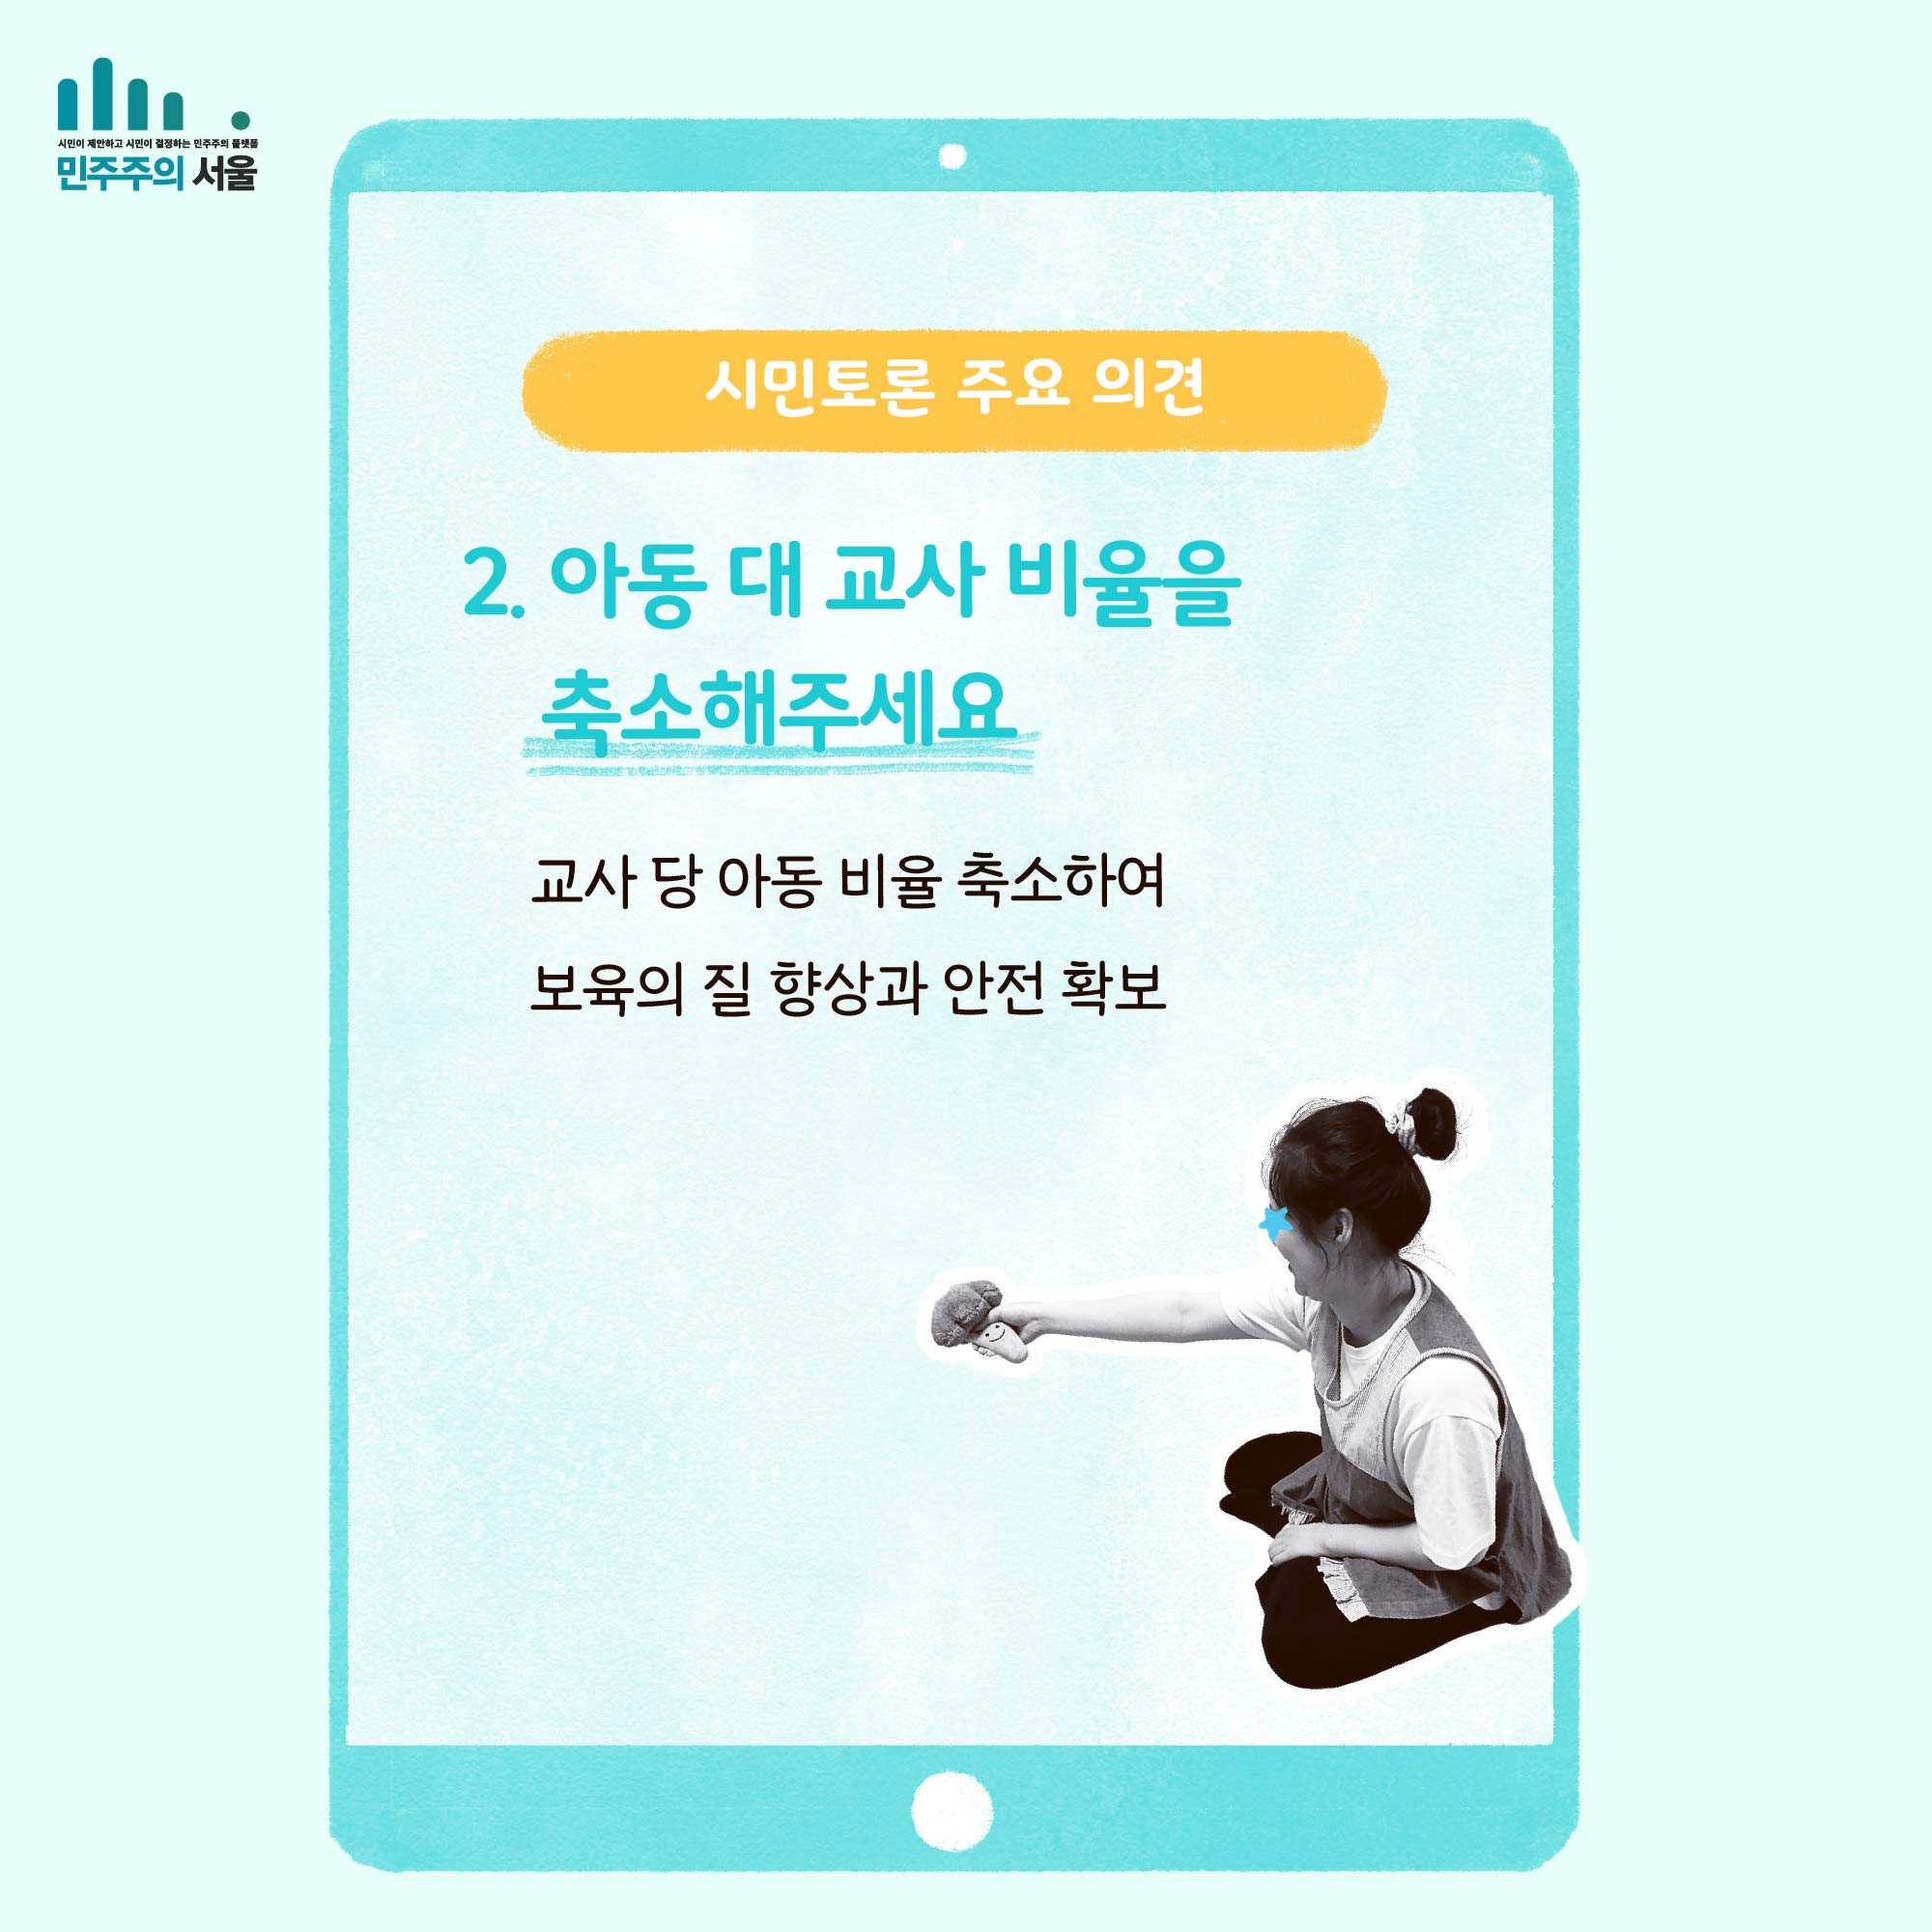 시민이 제안하고 시민이 결정하는 민주주의 플랫폼
민주주의 서울
시민토론 주요 의견
2. 아동 대 교사 비율을
축소해주세요
교사 당 아동 비율 축소하여
보육의 질 향상과 안전 확보